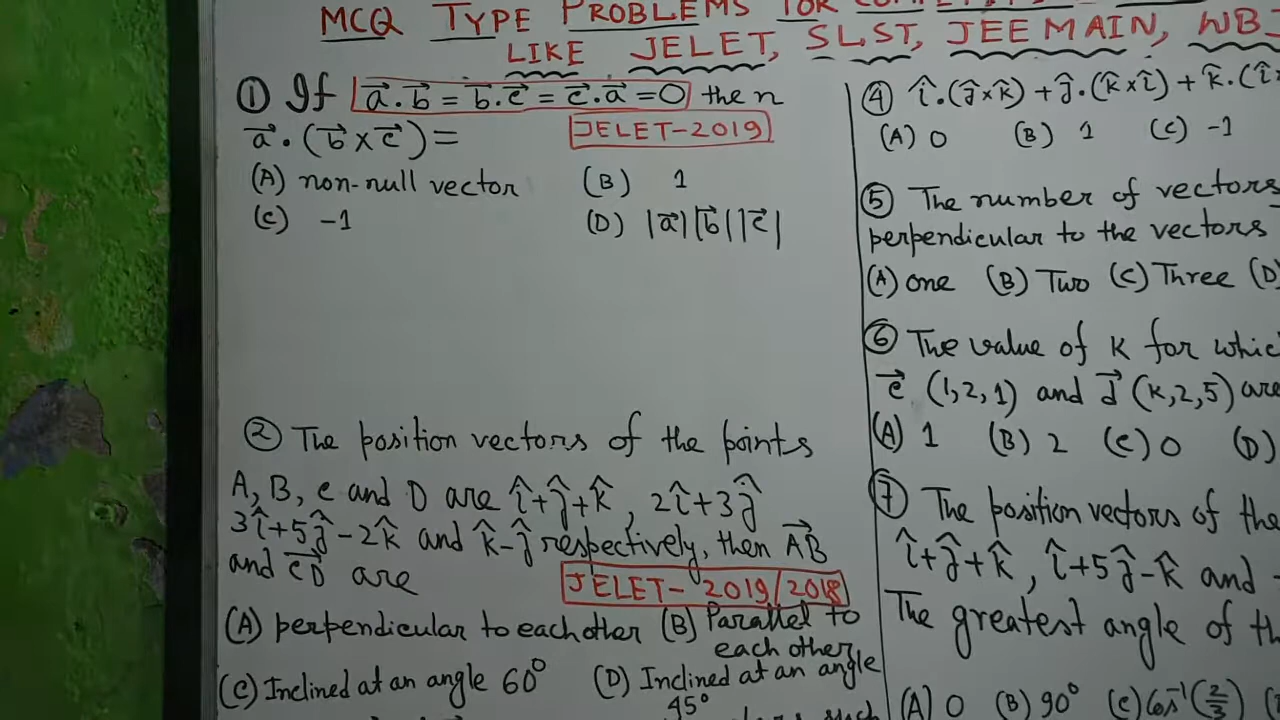 MCQ TYPE PROBLEMS FOR
LIKE JELET, SLST, JEE MAIN, WBJ
① If a⃗.b⃗ = b⃗.c⃗ = c⃗.a⃗ = 0 then
a⃗.(b⃗×c⃗)=
JELET-2019
(A) non-null vector (B) 1
(C) -1 (D) |a⃗||b⃗||c⃗|
② The position vectors of the points
A, B, C and D are î+ĵ+k̂, 2î+3ĵ
3î+5ĵ-2k̂ and k̂-ĵ respectively, then A⃗B⃗
and C⃗D⃗ are
JELET- 2019/2018
(A) perpendicular to each other (B) Parallel to
each other
(C) Inclined at an angle 60° (D) Inclined at an angle
45°
④ î.(ĵ×k̂)+ĵ.(k̂×î)+k̂.(î×
(A) 0 (B) 1 (C) -1
⑤ The number of vectors
perpendicular to the vectors
(A) one (B) Two (C) Three (D)
⑥ The value of K for which
c⃗ (1,2,1) and d⃗ (K,2,5) are
(A) 1 (B) 2 (C) 0 (D)
⑦ The position vectors of the
î+ĵ+k̂, î+5ĵ-k̂ and
The greatest angle of th
(A) 0 (B) 90° (C) Cos⁻¹(2/3)